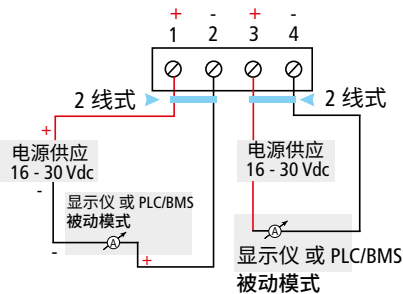 + - + -
1 2 3 4
2 线式
2 线式
+
电源供应
16 - 30 Vdc
-
显示仪 或 PLC/BMS
被动模式
A
- +
电源供应
16 - 30 Vdc
A
显示仪 或 PLC/BMS
被动模式